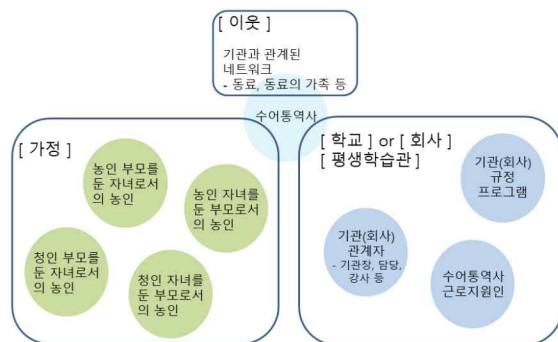 [ 이웃 ]
기관과 관계된
네트워크
- 동료, 동료의 가족 등
수어통역사
[ 가정 ]
농인 부모를
둔 자녀로서
의 농인
농인 자녀를
둔 부모로서
의 농인
청인 부모를
둔 자녀로서
의 농인
청인 자녀를
둔 부모로서
의 농인
[ 학교 ] or [ 회사 ]
[ 평생학습관 ]
기관(회사)
규정
프로그램
기관(회사)
관계자
- 기관장, 담당,
강사 등
수어통역사
근로지원인